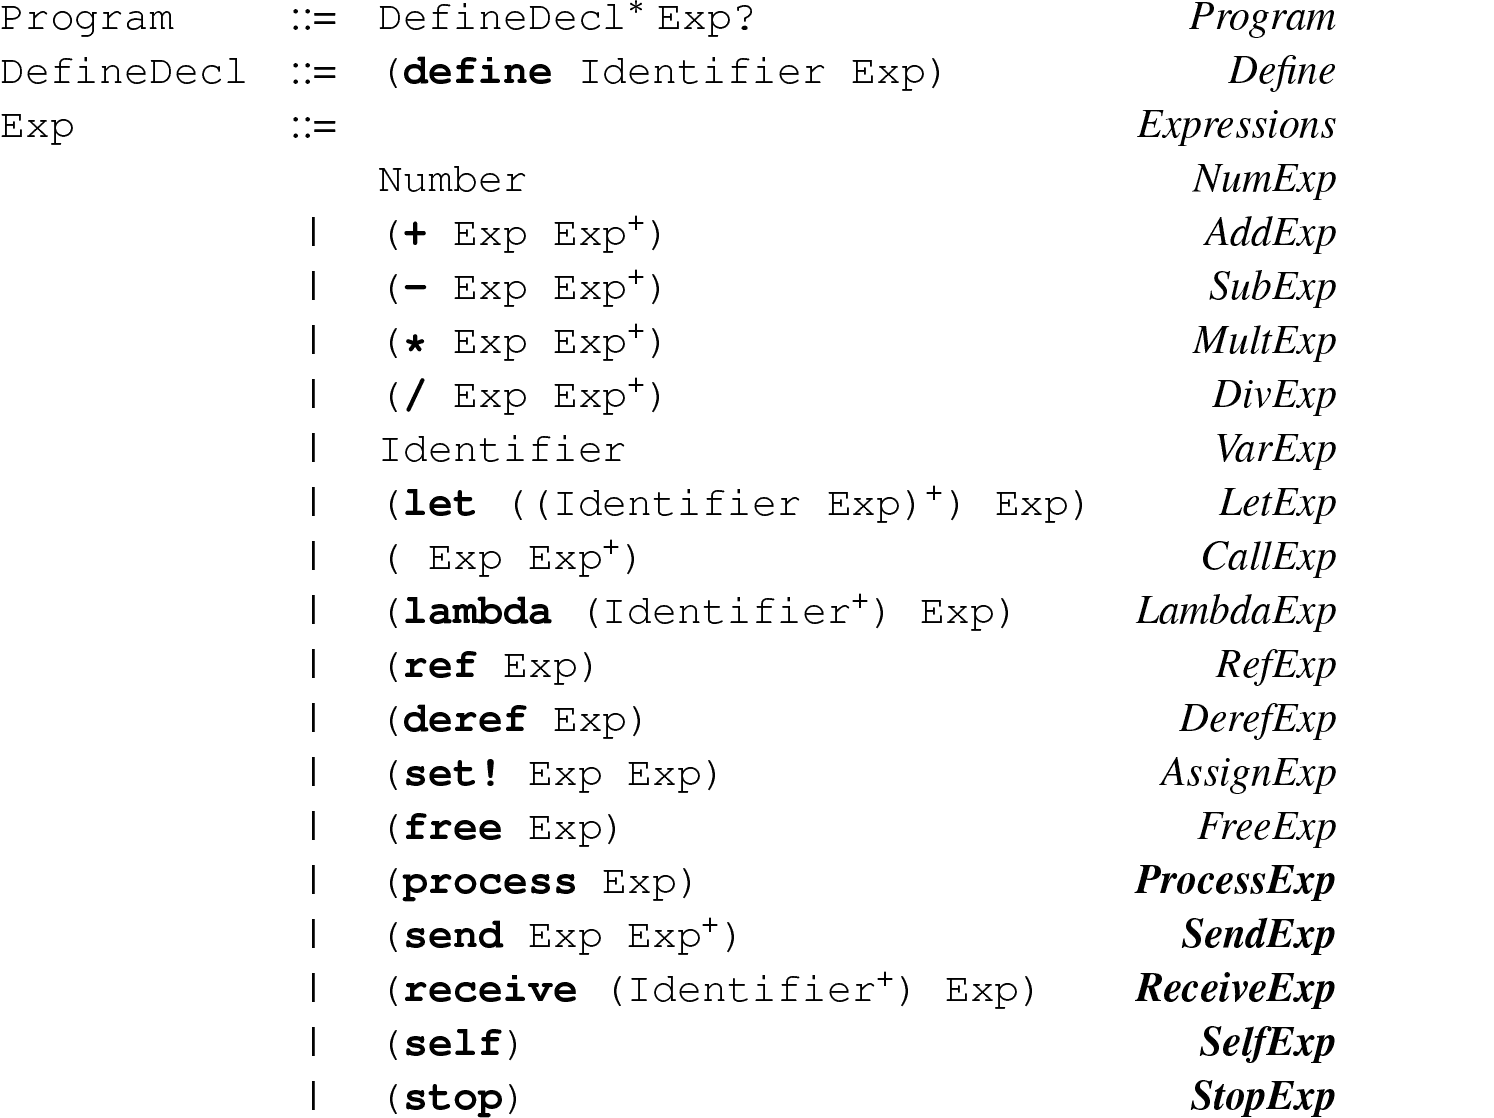 Program ::= DefineDecl* Exp? Program
DefineDecl ::= (define Identifier Exp) Define
Exp ::= Expressions
Number NumExp
| (+ Exp Exp⁺) AddExp
| (- Exp Exp⁺) SubExp
| (* Exp Exp⁺) MultExp
| (/ Exp Exp⁺) DivExp
| Identifier VarExp
| (let ((Identifier Exp)⁺) Exp) LetExp
| ( Exp Exp⁺) CallExp
| (lambda (Identifier⁺) Exp) LambdaExp
| (ref Exp) RefExp
| (deref Exp) DerefExp
| (set! Exp Exp) AssignExp
| (free Exp) FreeExp
| (process Exp) ProcessExp
| (send Exp Exp⁺) SendExp
| (receive (Identifier⁺) Exp) ReceiveExp
| (self) SelfExp
| (stop) StopExp